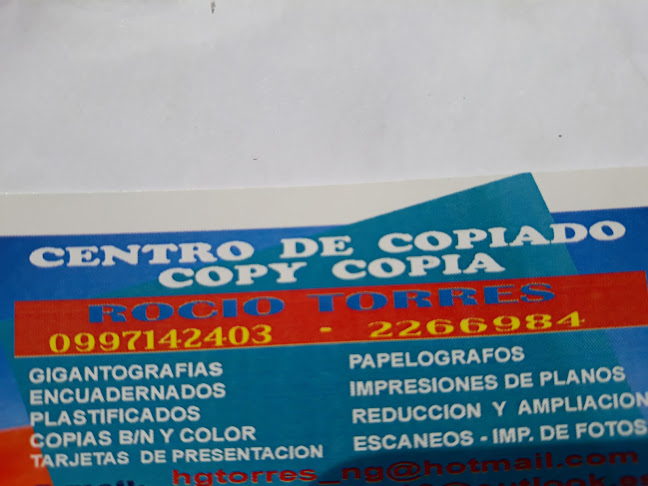 CENTRO DE COPIADO
COPY COPIA
ROCIO TORRES
0997142403 - 2266984
GIGANTOGRAFIAS
ENCUADERNADOS
PLASTIFICADOS
COPIAS B/N Y COLOR
TARJETAS DE PRESENTACION
PAPELOGRAFOS
IMPRESIONES DE PLANOS
REDUCCION Y AMPLIACION
ESCANEOS - IMP. DE FOTOS
hgtorres_ng@hotmail.com